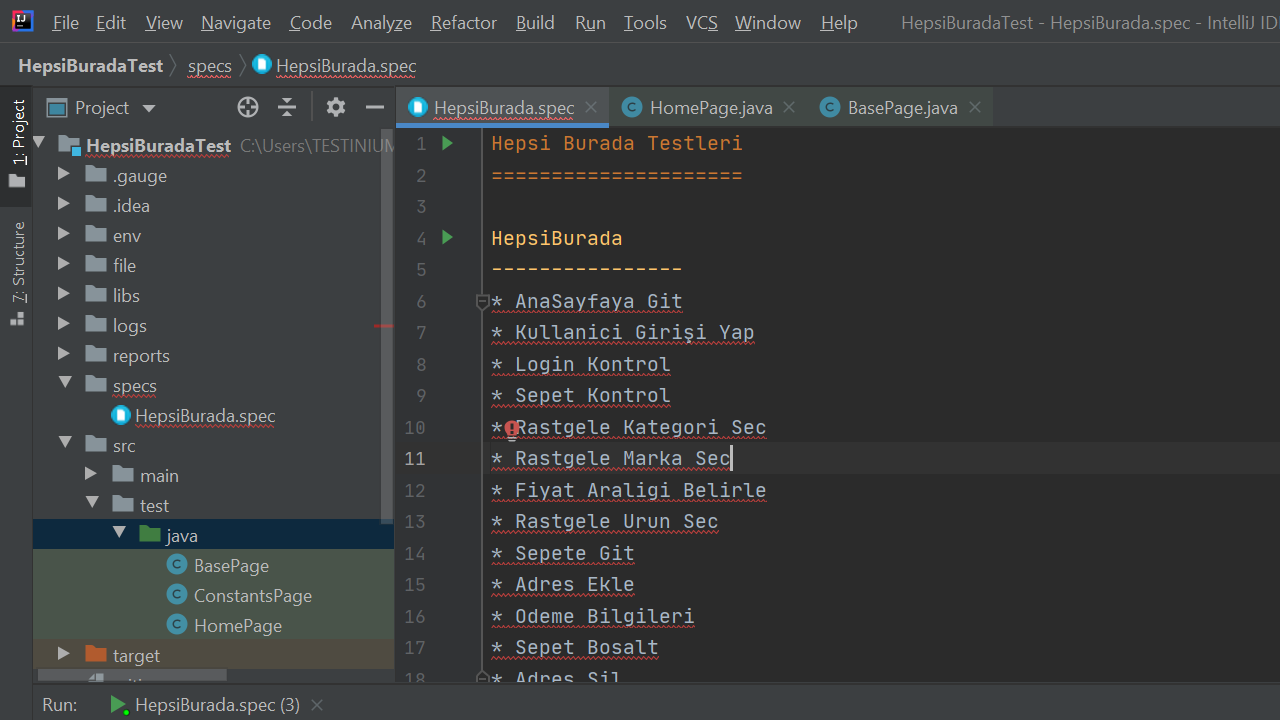 File Edit View Navigate Code Analyze Refactor Build Run Tools VCS Window Help HepsiBuradaTest - HepsiBurada.spec - IntelliJ
HepsiBuradaTest specs HepsiBurada.spec
1: Project
7: Structure
Project
HepsiBuradaTest C:\Users\TESTINIUM
.gauge
.idea
env
file
libs
logs
reports
specs
HepsiBurada.spec
src
main
test
java
BasePage
ConstantsPage
HomePage
target
HepsiBurada.spec HomePage.java BasePage.java
1 Hepsi Burada Testleri
2 =====================
3
4 HepsiBurada
5 ----------------
6 * AnaSayfaya Git
7 * Kullanici Girişi Yap
8 * Login Kontrol
9 * Sepet Kontrol
10 * Rastgele Kategori Sec
11 * Rastgele Marka Sec
12 * Fiyat Araligi Belirle
13 * Rastgele Urun Sec
14 * Sepete Git
15 * Adres Ekle
16 * Odeme Bilgileri
17 * Sepet Bosalt
18 * Adres Sil
Run: HepsiBurada.spec (3)